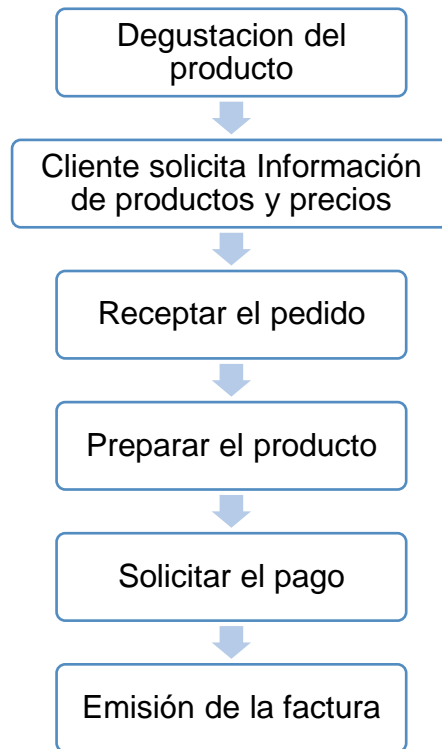 Degustacion del
producto
Cliente solicita Información
de productos y precios
Receptar el pedido
Preparar el producto
Solicitar el pago
Emisión de la factura